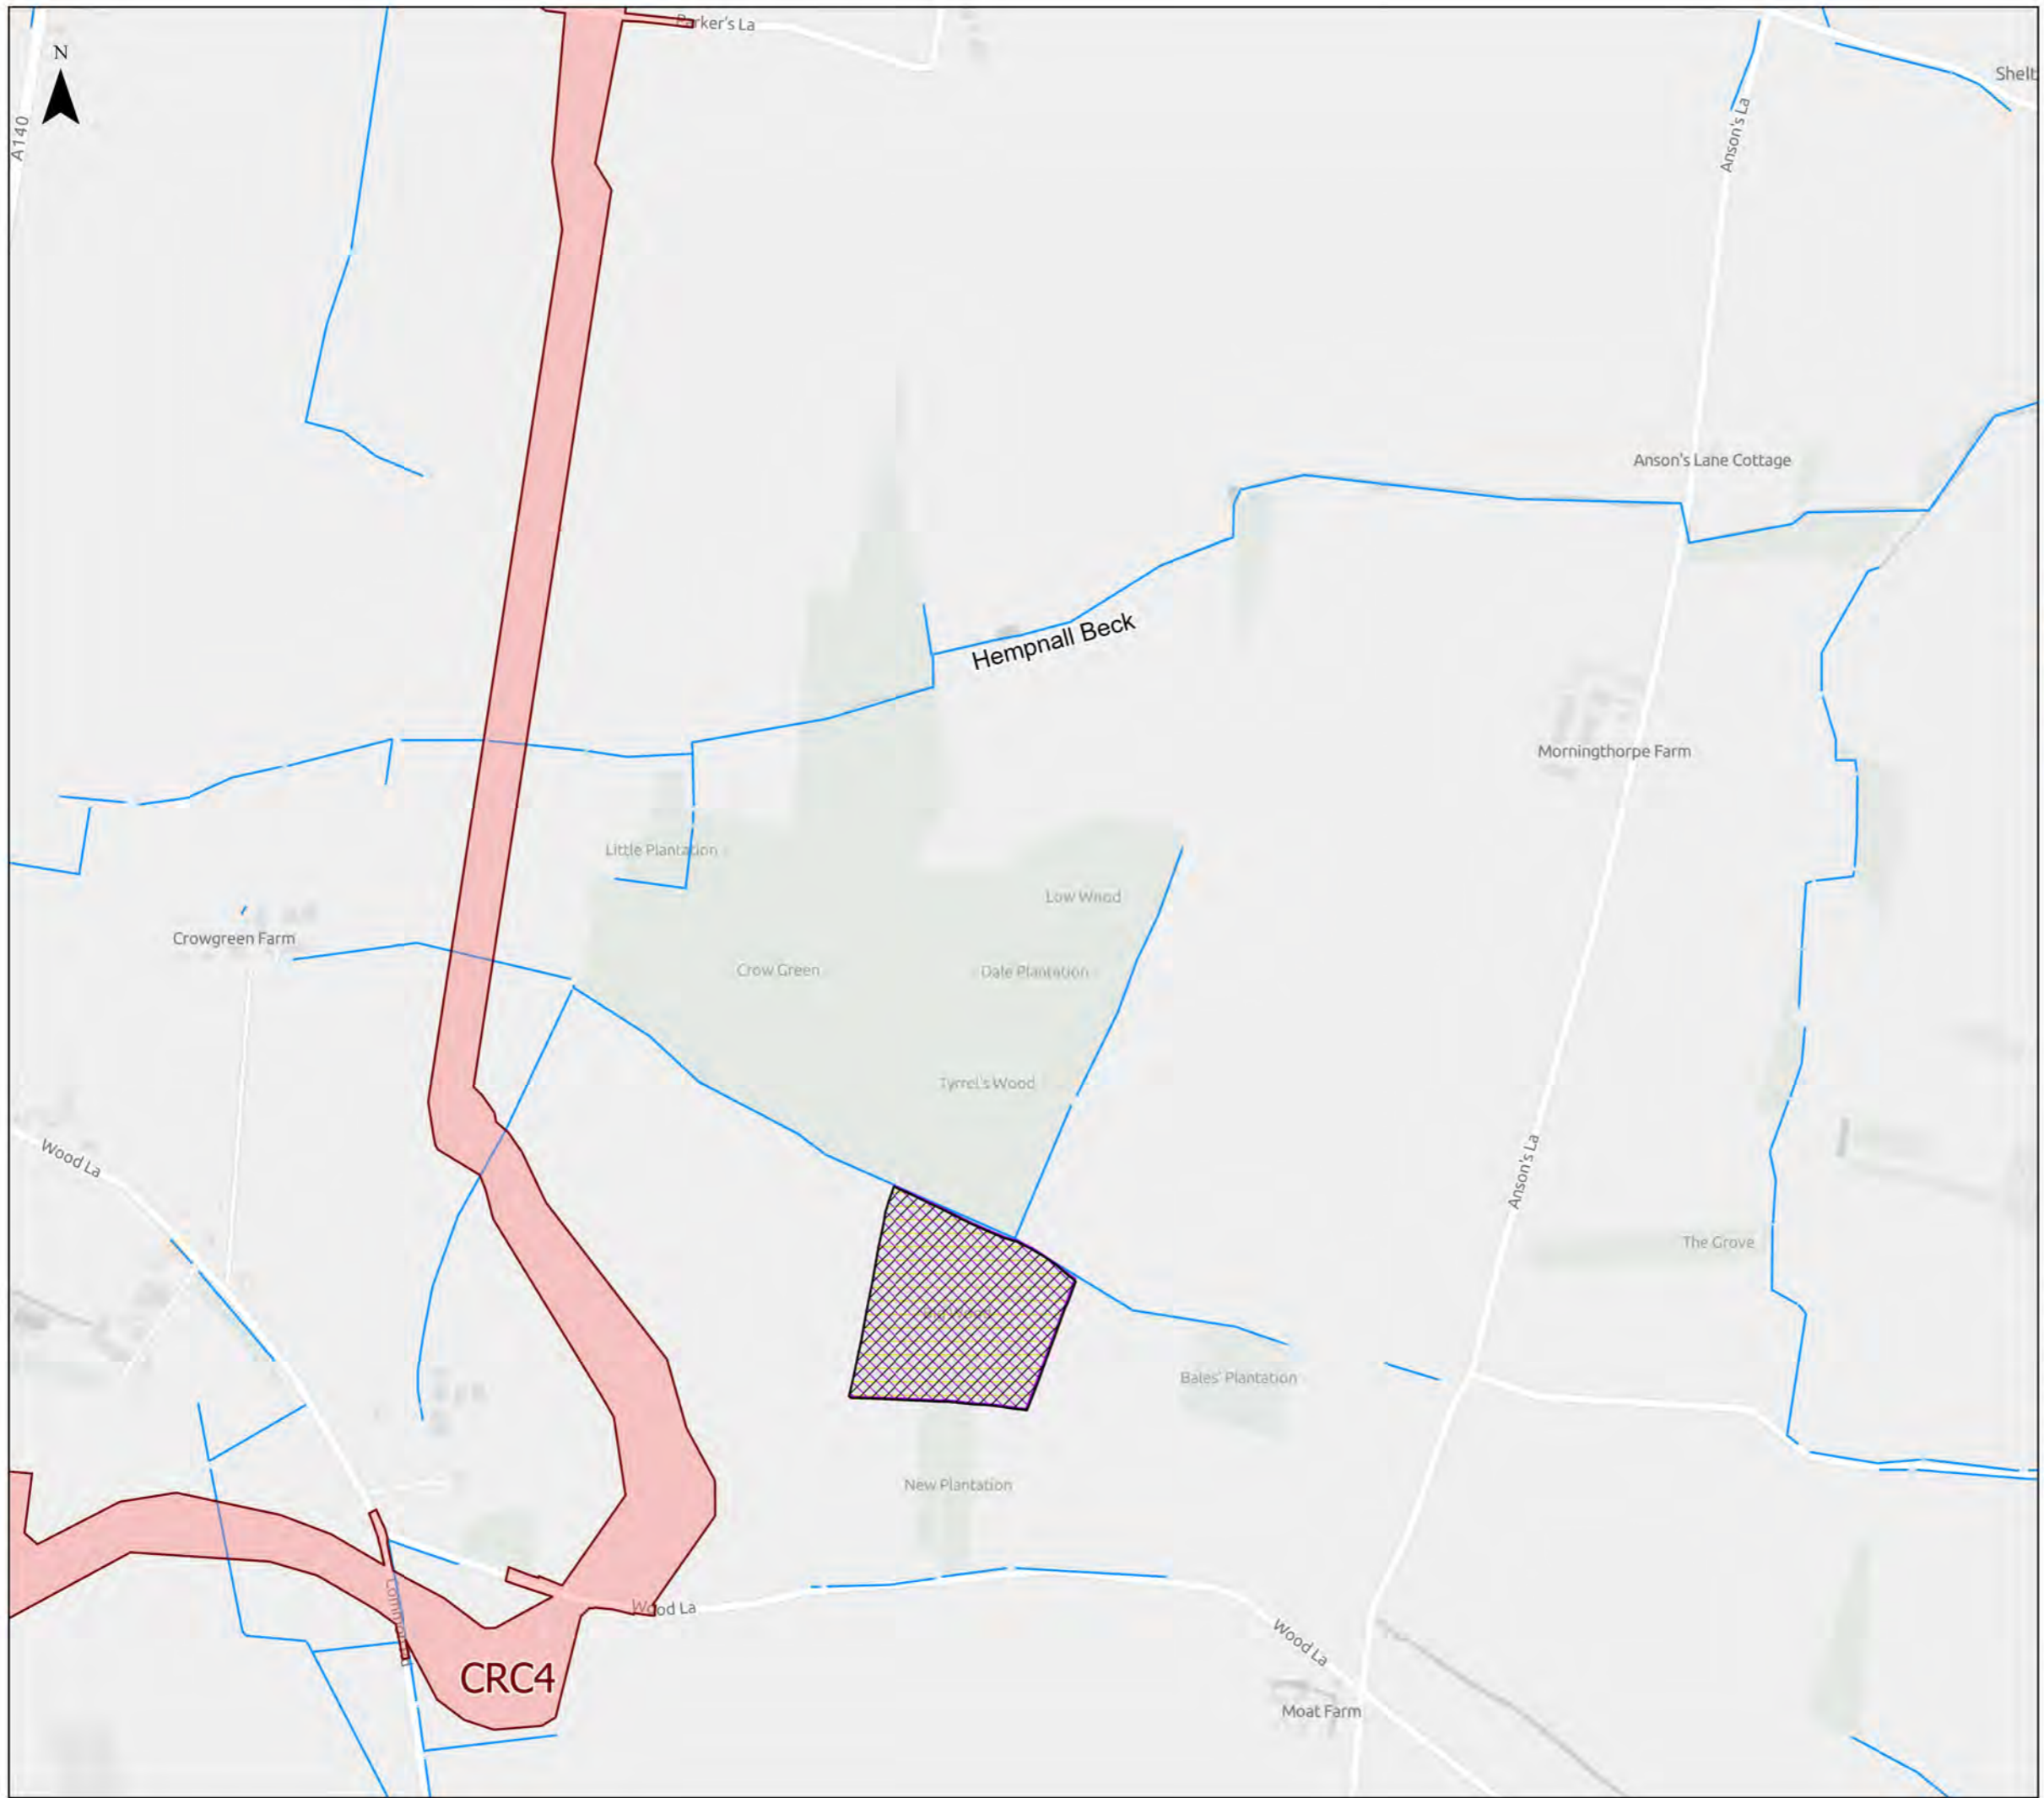 Parker's La
N
Shelt
A140
Anson's La
Anson's Lane Cottage
Hempnall Beck
Morningthorpe Farm
Little Plantation
Low Wood
Crowgreen Farm
Crow Green
Dale Plantation
Tyrrel's Wood
Wood La
Anson's La
The Grove
Bales' Plantation
New Plantation
Wood La
Wood La
CRC4
Moat Farm